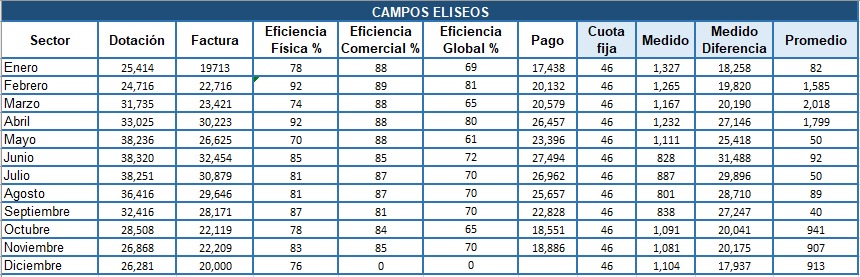 CAMPOS ELISEOS
Sector Dotación Factura Eficiencia Física % Eficiencia Comercial % Eficiencia Global % Pago Cuota fija Medido Medido Diferencia Promedio
Enero 25,414 19713 78 88 69 17,438 46 1,327 18,258 82
Febrero 24,716 22,716 92 89 81 20,132 46 1,265 19,820 1,585
Marzo 31,735 23,421 74 88 65 20,579 46 1,167 20,190 2,018
Abril 33,025 30,223 92 88 80 26,457 46 1,232 27,146 1,799
Mayo 38,236 26,625 70 88 61 23,396 46 1,111 25,418 50
Junio 38,320 32,454 85 85 72 27,494 46 828 31,488 92
Julio 38,251 30,879 81 87 70 26,962 46 887 29,896 50
Agosto 36,416 29,646 81 87 70 25,657 46 801 28,710 89
Septiembre 32,416 28,171 87 81 70 22,828 46 838 27,247 40
Octubre 28,508 22,119 78 84 65 18,551 46 1,091 20,041 941
Noviembre 26,868 22,209 83 85 70 18,886 46 1,081 20,175 907
Diciembre 26,281 20,000 76 0 0 46 1,104 17,937 913